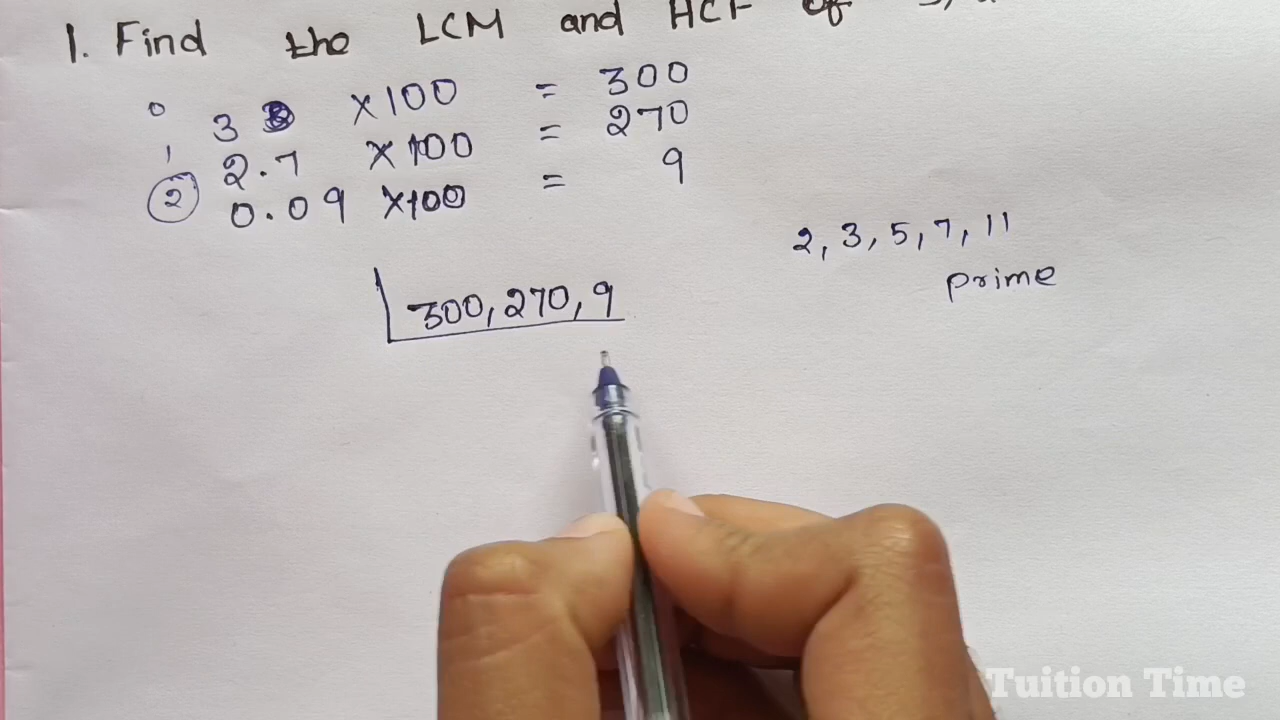 1. Find the LCM and HCF of 3,
0 3 ×100 = 300
1 2.7 ×100 = 270
2 0.09 ×100 = 9
2, 3, 5, 7, 11
prime
300, 270, 9
Tuition Time